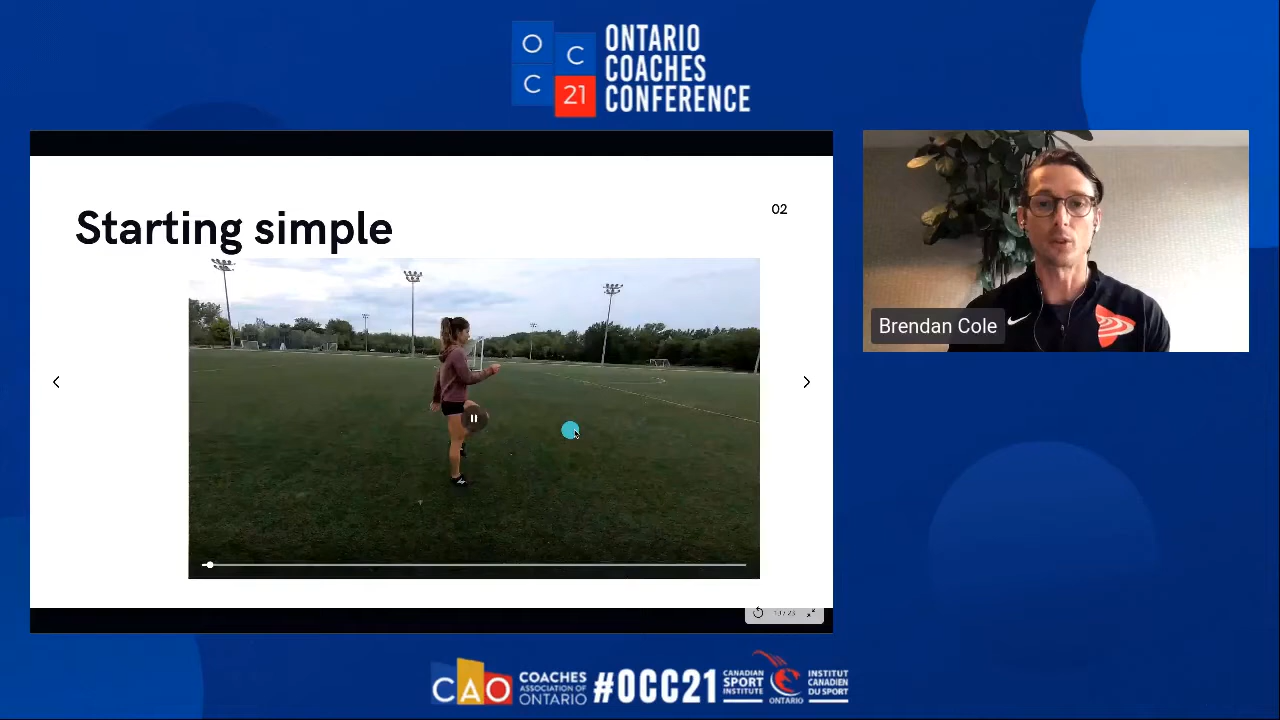 O
C
C
21
ONTARIO
COACHES
CONFERENCE
Starting simple
02
Brendan Cole
CAO
COACHES
ASSOCIATION OF
ONTARIO
#OCC21
CANADIAN
SPORT
INSTITUTE
ONTARIO
INSTITUT
CANADIEN
DU SPORT